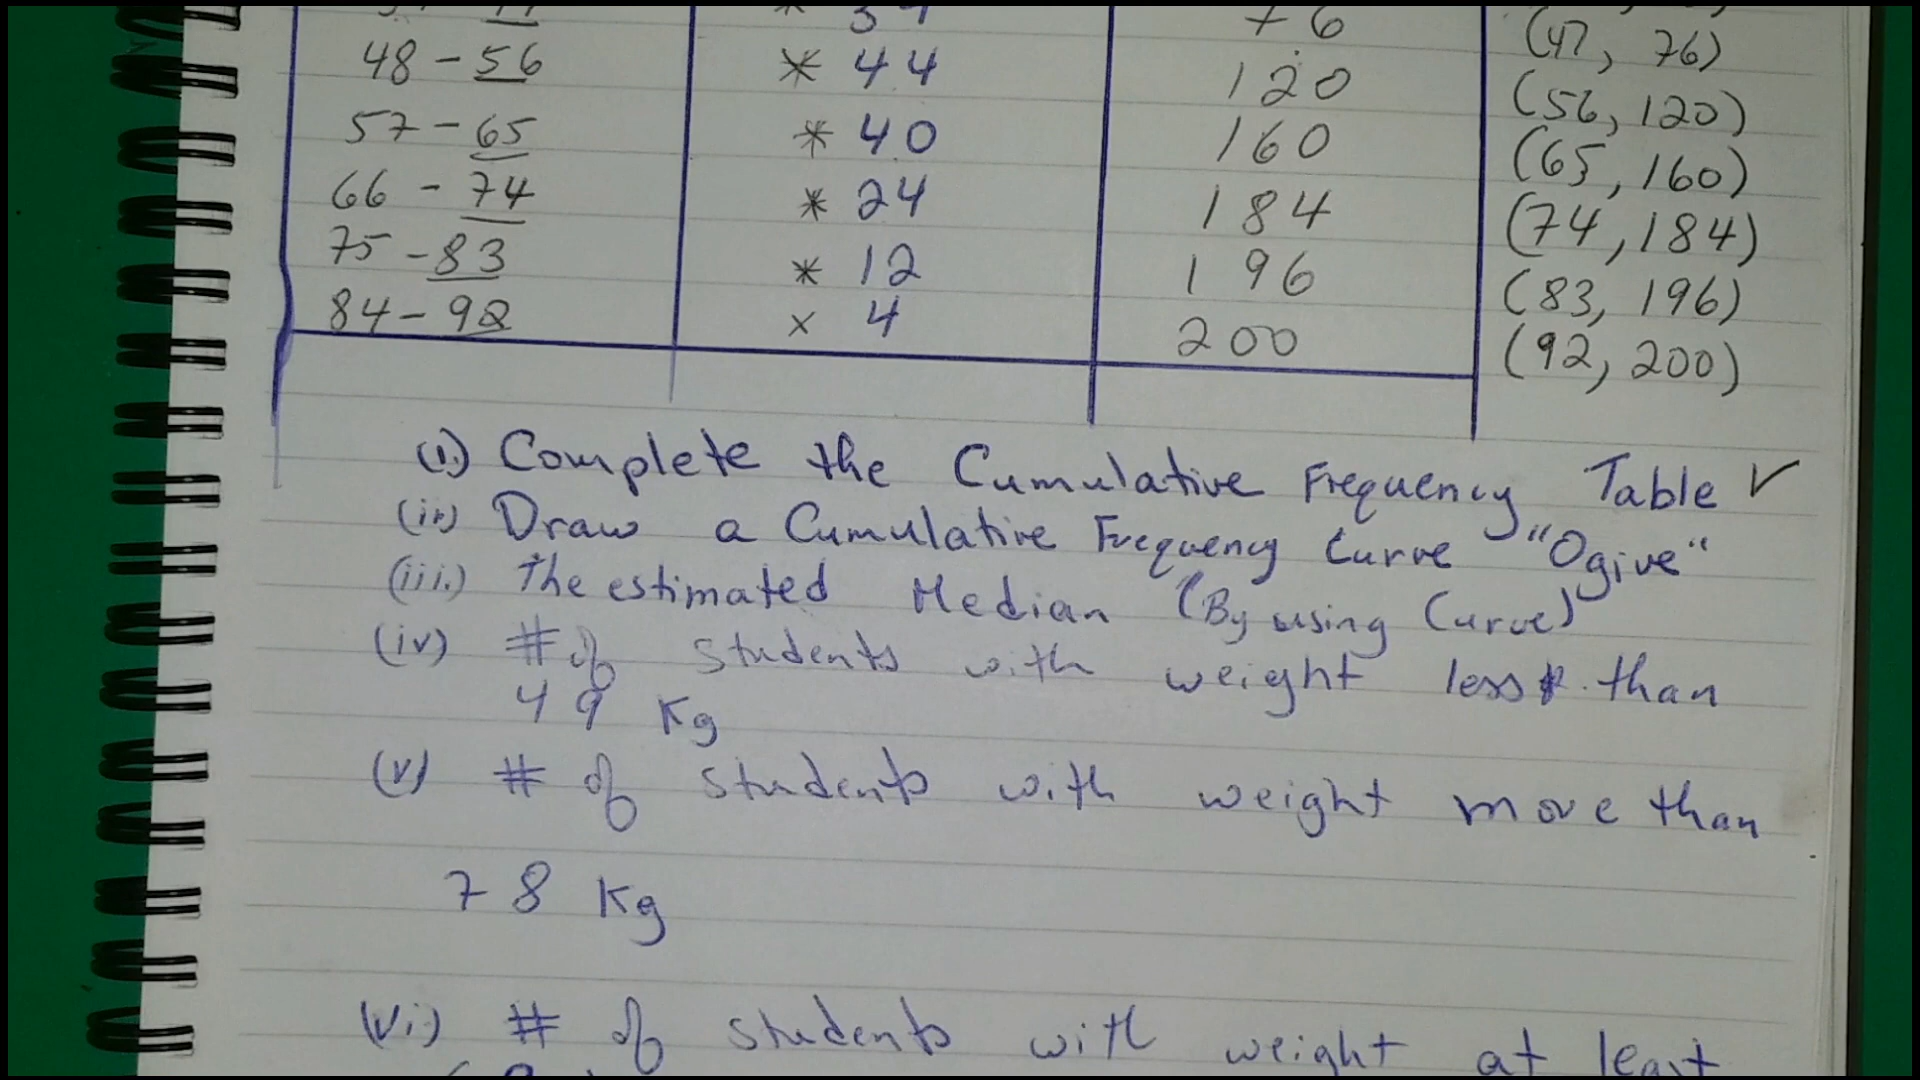 76 (47, 76)
48 - 56 * 44 120 (56, 120)
57 - 65 * 40 160 (65, 160)
66 - 74 * 24 184 (74, 184)
75 - 83 * 12 196 (83, 196)
84 - 92 × 4 200 (92, 200)
(i.) Complete the Cumulative Frequency Table ✓
(ii) Draw a Cumulative Frequency Curve "Ogive"
(iii.) The estimated Median (By using Curve)
(iv) # of students with weight less than
49 Kg
(v) # of students with weight more than
78 Kg
(vi) # of students with weight at least